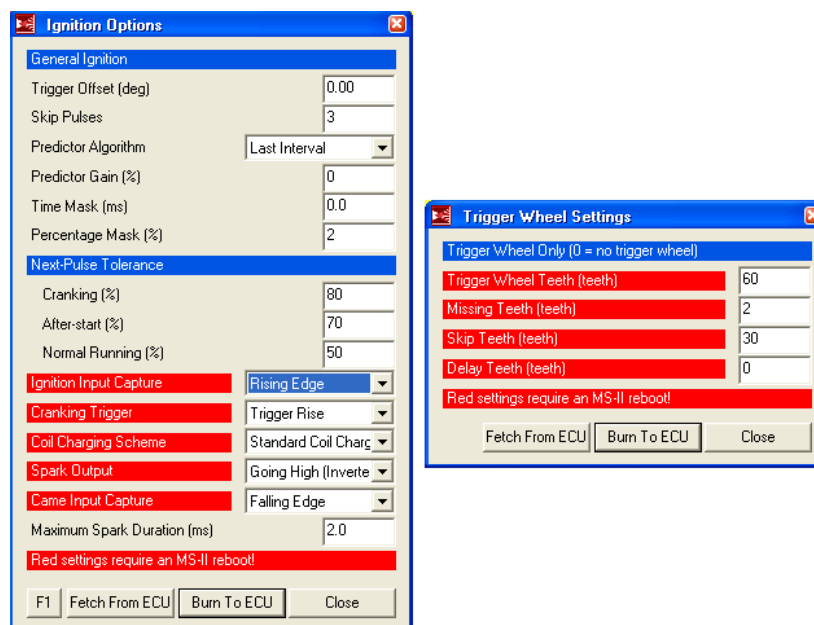 Ignition Options
General Ignition
Trigger Offset (deg) 0.00
Skip Pulses 3
Predictor Algorithm Last Interval
Predictor Gain (%) 0
Time Mask (ms) 0.0
Percentage Mask (%) 2
Next-Pulse Tolerance
Cranking (%) 80
After-start (%) 70
Normal Running (%) 50
Ignition Input Capture Rising Edge
Cranking Trigger Trigger Rise
Coil Charging Scheme Standard Coil Charg
Spark Output Going High (Inverte
Came Input Capture Falling Edge
Maximum Spark Duration (ms) 2.0
Red settings require an MS-II reboot!
F1 Fetch From ECU Burn To ECU Close
Trigger Wheel Settings
Trigger Wheel Only (0 = no trigger wheel)
Trigger Wheel Teeth (teeth) 60
Missing Teeth (teeth) 2
Skip Teeth (teeth) 30
Delay Teeth (teeth) 0
Red settings require an MS-II reboot!
Fetch From ECU Burn To ECU Close